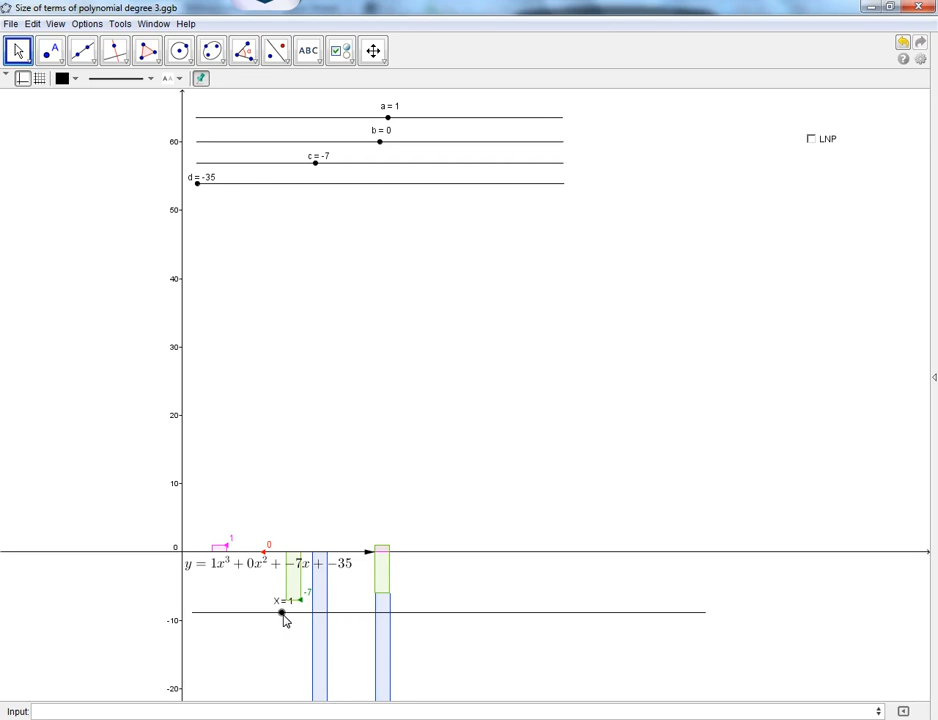 Size of terms of polynomial degree 3.ggb
File Edit View Options Tools Window Help
A ABC a=2
AA
a = 1
b = 0
c = -7
d = -35
LNP
60
50
40
30
20
10
0
1
0
y = 1x³ + 0x² + −7x + −35
-7
X = 1
-10
-20
Input: